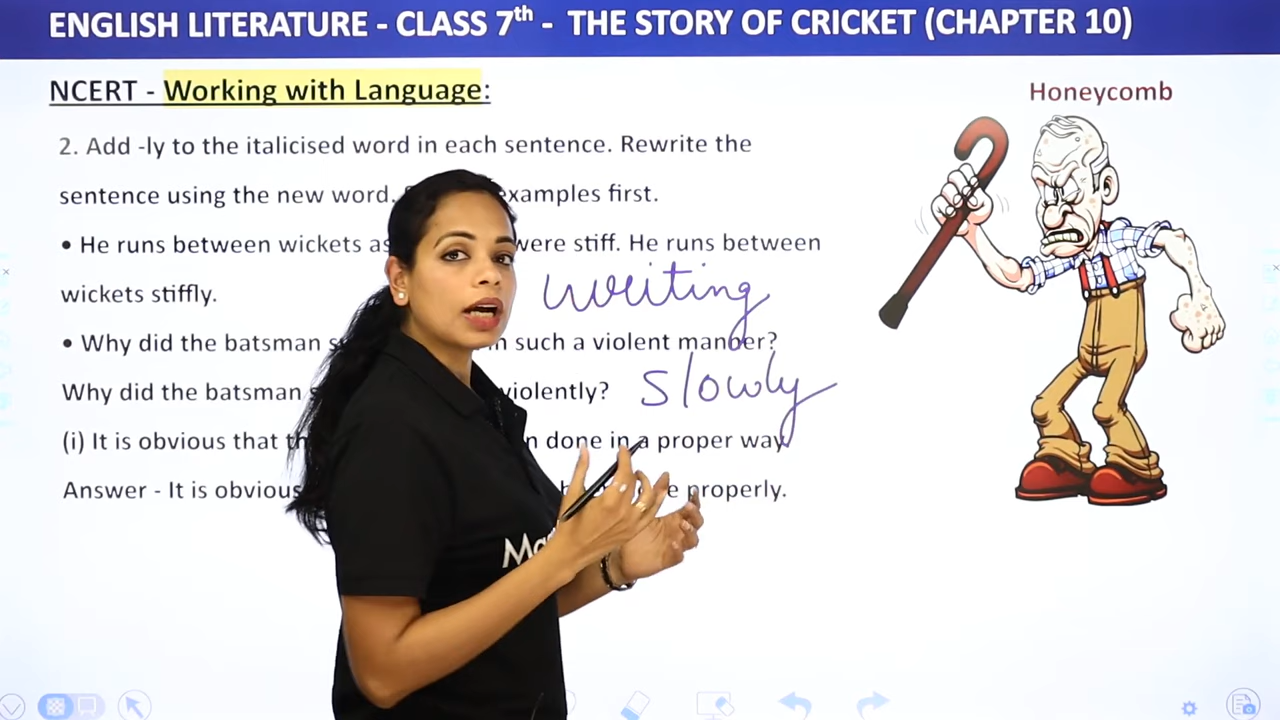 ENGLISH LITERATURE - CLASS 7th - THE STORY OF CRICKET (CHAPTER 10)
NCERT - Working with Language:
Honeycomb
2. Add -ly to the italicised word in each sentence. Rewrite the
sentence using the new word. examples first.
• He runs between wickets as were stiff. He runs between
wickets stiffly.
writing
• Why did the batsman such a violent manner?
Why did the batsman violently?
slowly
(i) It is obvious that done in a proper way
Answer - It is obvious properly.